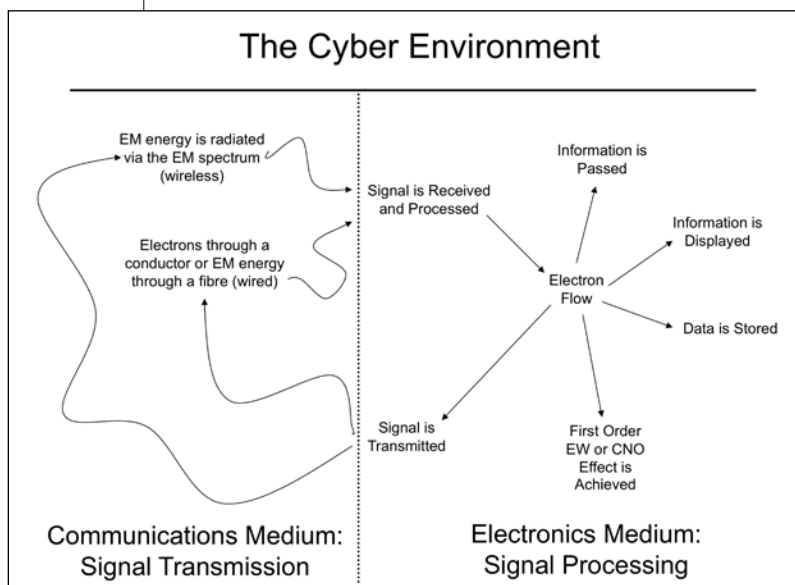 The Cyber Environment
EM energy is radiated
via the EM spectrum
(wireless)
Electrons through a
conductor or EM energy
through a fibre (wired)
Signal is Received
and Processed
Information is
Passed
Information is
Displayed
Electron
Flow
Data is Stored
Signal is
Transmitted
First Order
EW or CNO
Effect is
Achieved
Communications Medium:
Signal Transmission
Electronics Medium:
Signal Processing